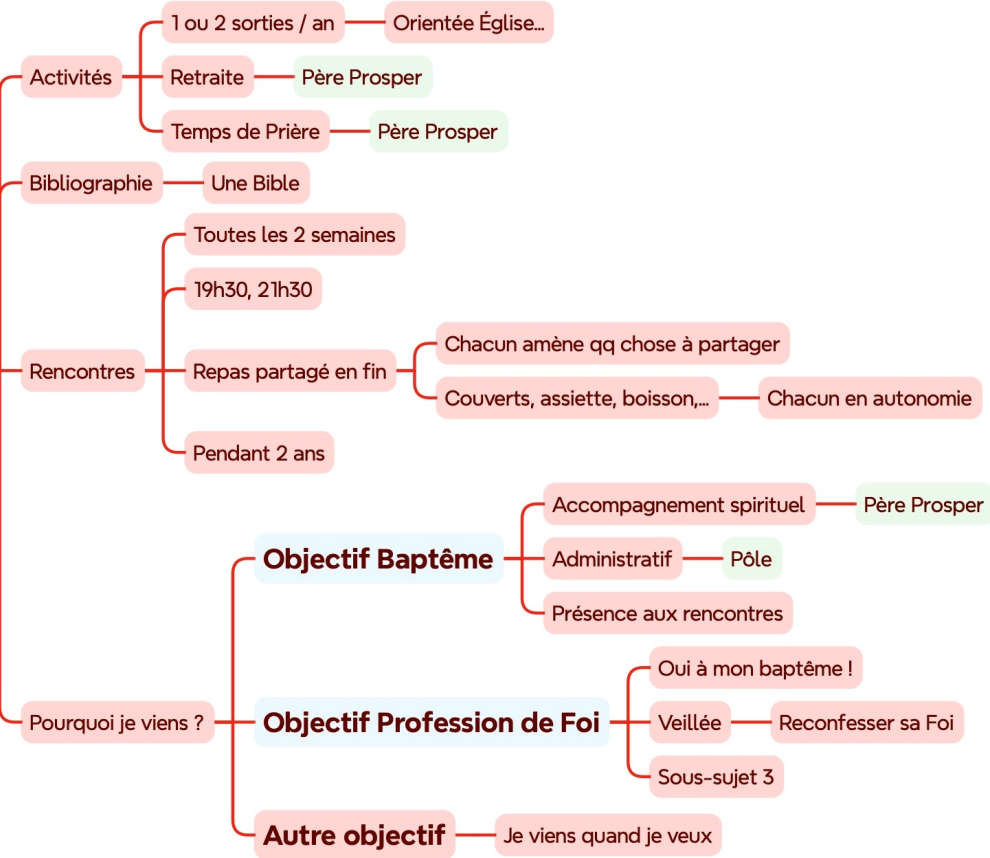 1 ou 2 sorties / an
Orientée Église...
Activités
Retraite
Père Prosper
Temps de Prière
Père Prosper
Bibliographie
Une Bible
Toutes les 2 semaines
19h30, 21h30
Rencontres
Repas partagé en fin
Chacun amène qq chose à partager
Couverts, assiette, boisson,...
Chacun en autonomie
Pendant 2 ans
Pourquoi je viens ?
Objectif Baptême
Accompagnement spirituel
Père Prosper
Administratif
Pôle
Présence aux rencontres
Objectif Profession de Foi
Oui à mon baptême !
Veillée
Reconfesser sa Foi
Sous-sujet 3
Autre objectif
Je viens quand je veux